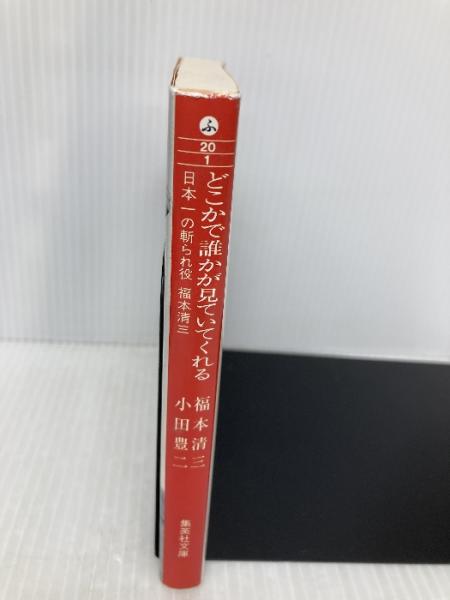 ふ
20
1
どこかで誰かが見ていてくれる
日本一の斬られ役 福本清三
福本清三
小田豊二
集英社文庫